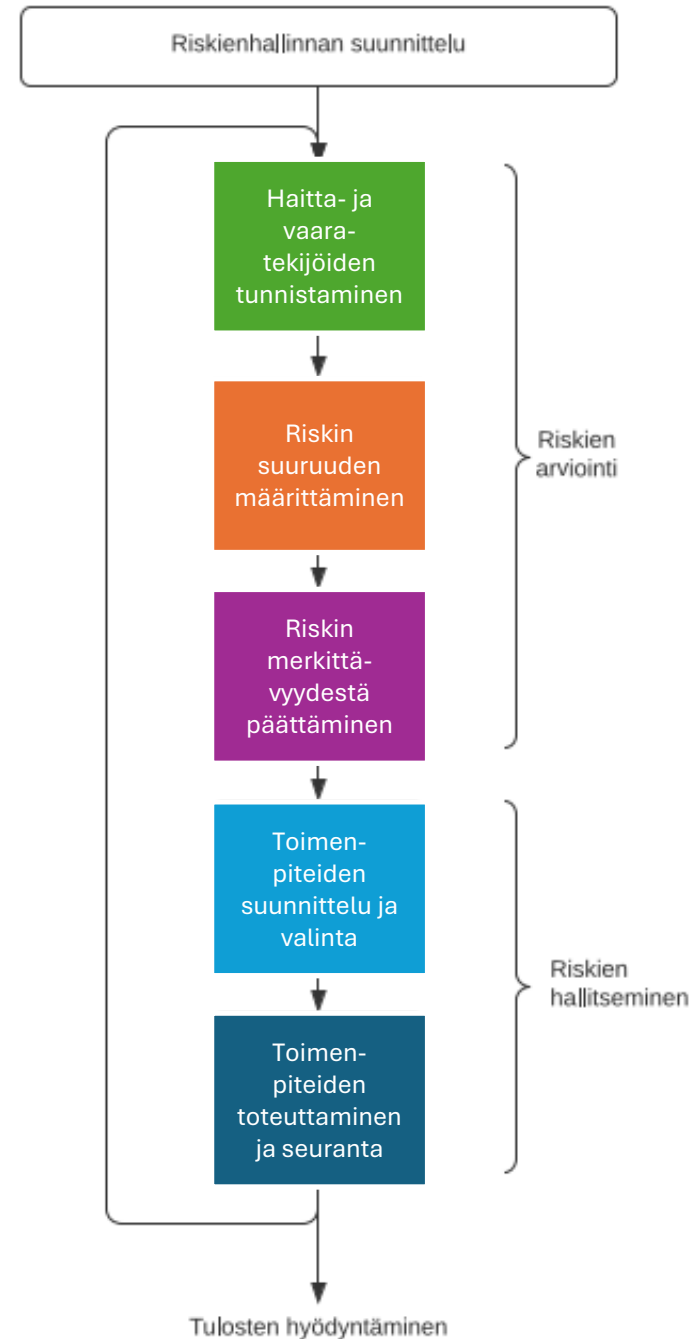 Riskienhallinnan suunnittelu
Haitta- ja
vaara-
tekijöiden
tunnistaminen
Riskin
suuruuden
määrittäminen
Riskien
arviointi
Riskin
merkittä-
vyydestä
päättäminen
Toimen-
piteiden
suunnittelu ja
valinta
Riskien
hallitseminen
Toimen-
piteiden
toteuttaminen
ja seuranta
Tulosten hyödyntäminen